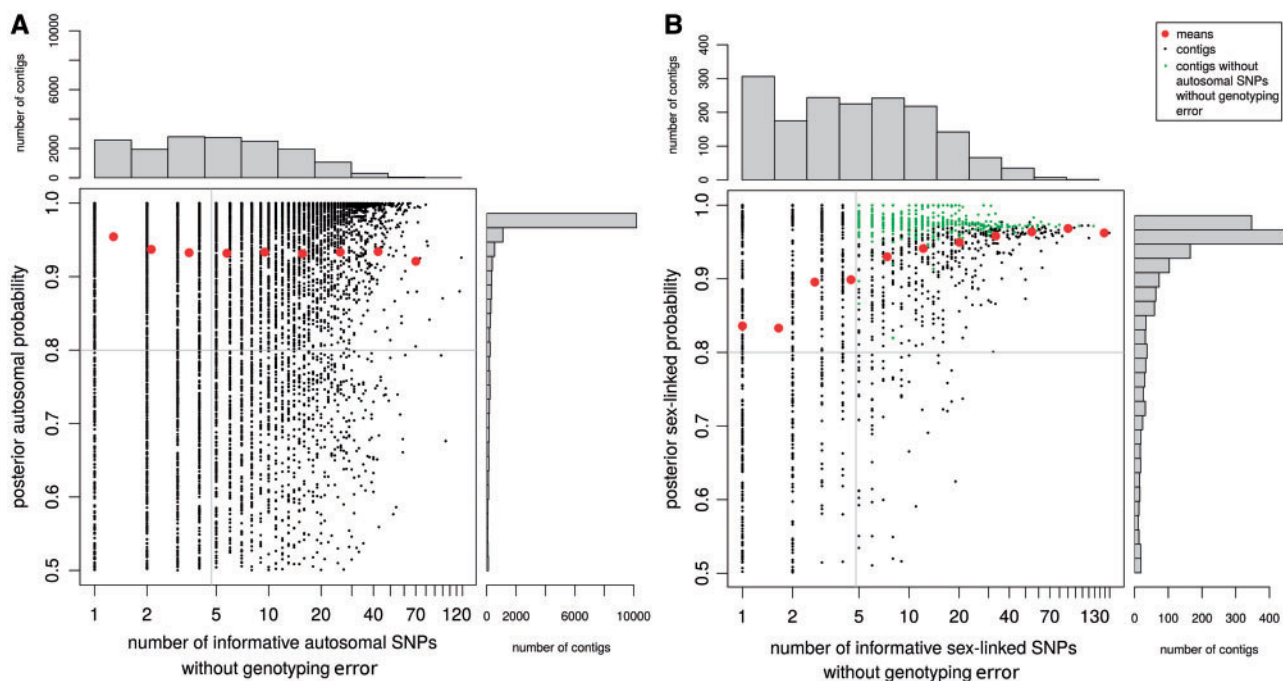 A
number of contigs
0 2000 6000 10000
posterior autosomal probability
0.5 0.6 0.7 0.8 0.9 1.0
1 2 5 10 20 40 70 120
number of informative autosomal SNPs
without genotyping error
0 2000 6000 10000
number of contigs
B
number of contigs
0 100 200 300 400
posterior sex-linked probability
0.5 0.6 0.7 0.8 0.9 1.0
1 2 5 10 20 40 70 130
number of informative sex-linked SNPs
without genotyping error
0 100 200 300 400
number of contigs
means
contigs
contigs without
autosomal SNPs
without genotyping
error